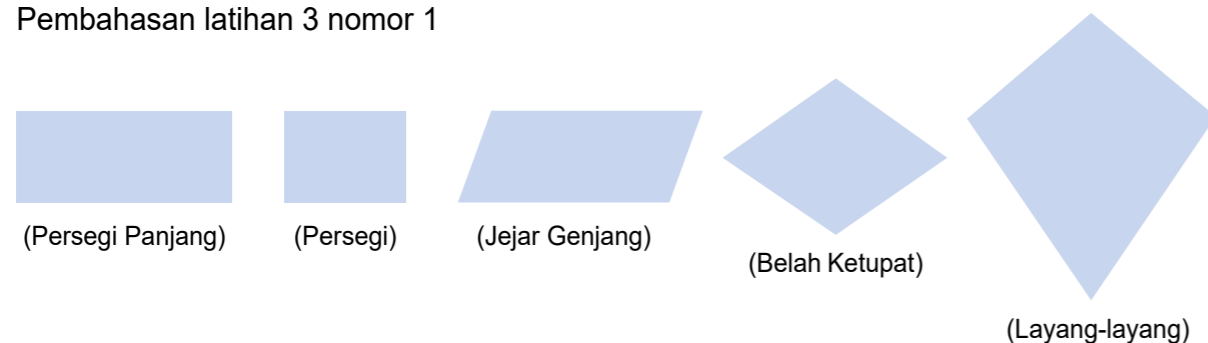 Pembahasan latihan 3 nomor 1
(Persegi Panjang)
(Persegi)
(Jejar Genjang)
(Belah Ketupat)
(Layang-layang)